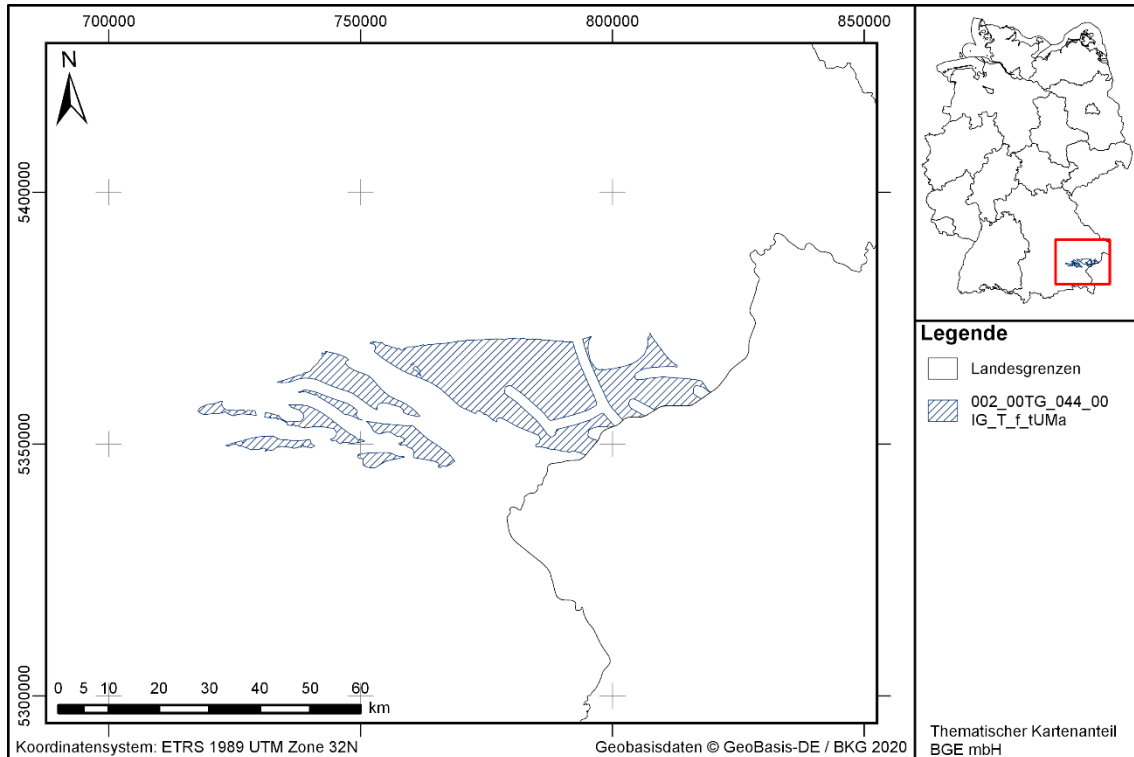 700000
750000
800000
850000
N
5400000
5350000
5300000
0 5 10 20 30 40 50 60
km
Koordinatensystem: ETRS 1989 UTM Zone 32N
Geobasisdaten © GeoBasis-DE / BKG 2020
Legende
Landesgrenzen
002_00TG_044_00
IG_T_f_tUMa
Thematischer Kartenanteil
BGE mbH